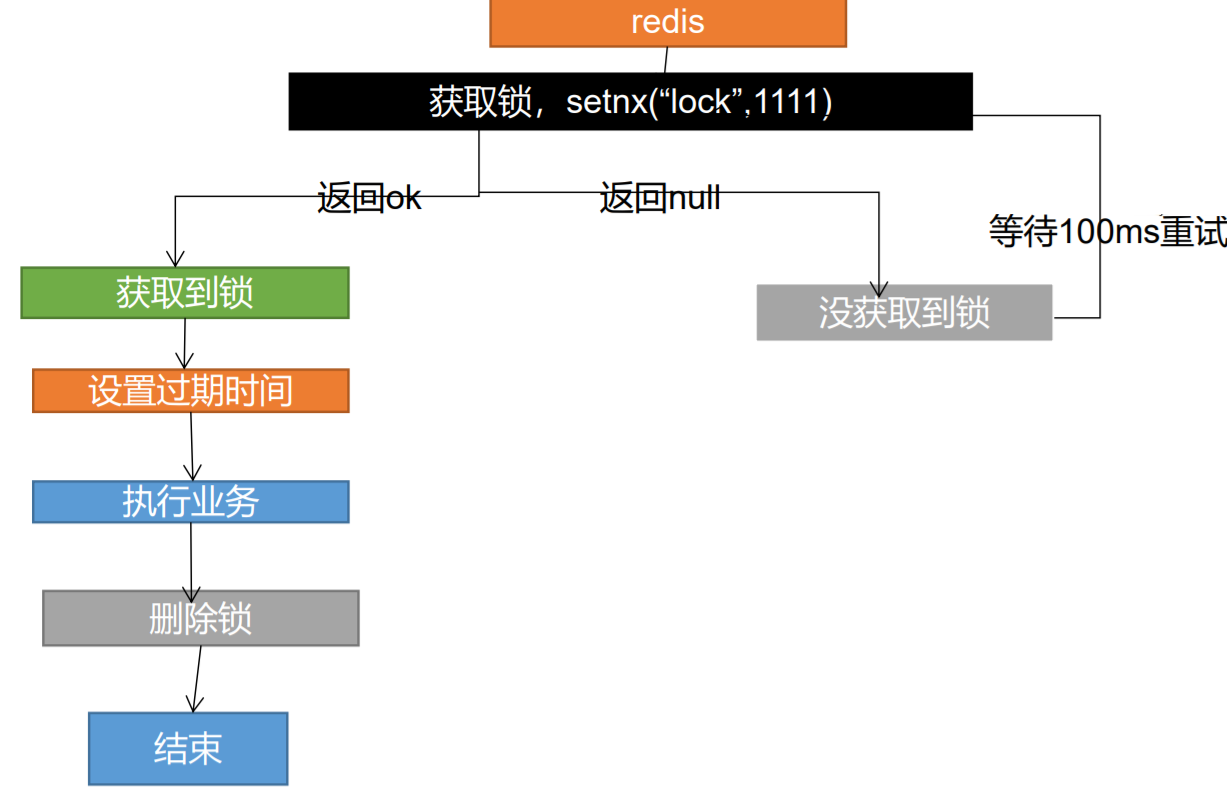 redis
获取锁，setnx(“lock”,1111)
返回ok
返回null
等待100ms重试
获取到锁
没获取到锁
设置过期时间
执行业务
删除锁
结束